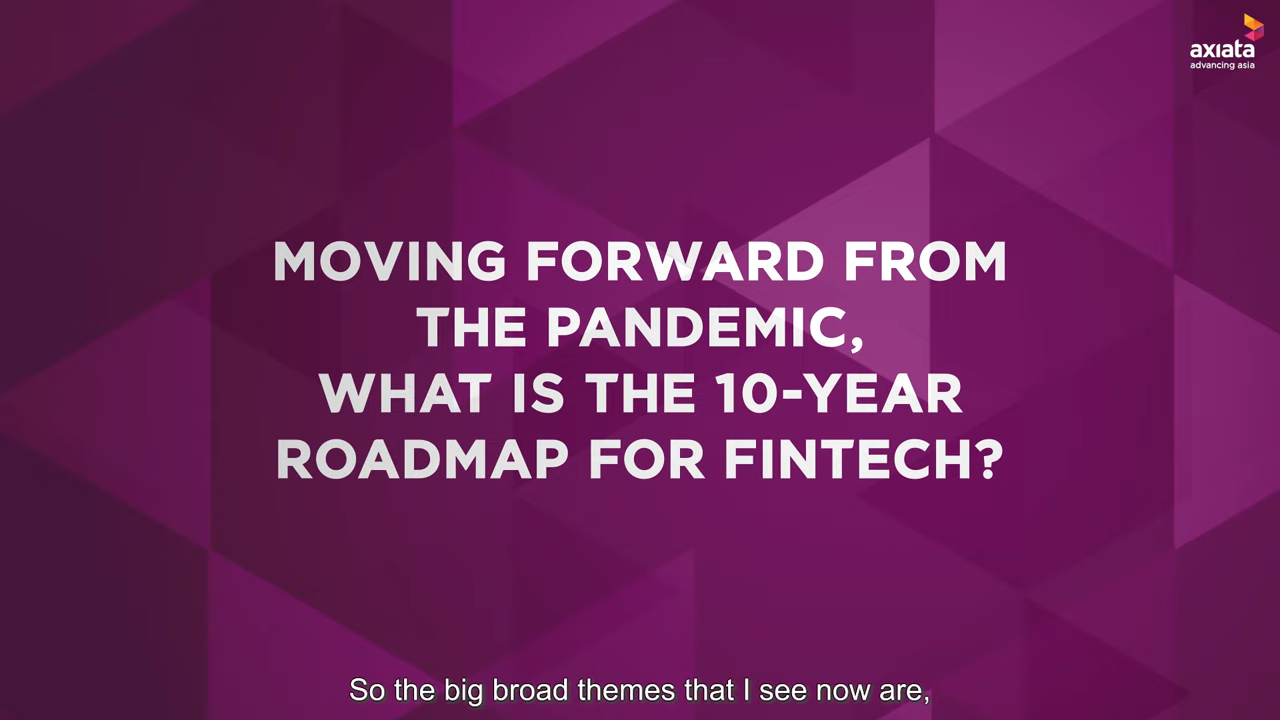 axiata
advancing asia
MOVING FORWARD FROM
THE PANDEMIC,
WHAT IS THE 10-YEAR
ROADMAP FOR FINTECH?
So the big broad themes that I see now are,